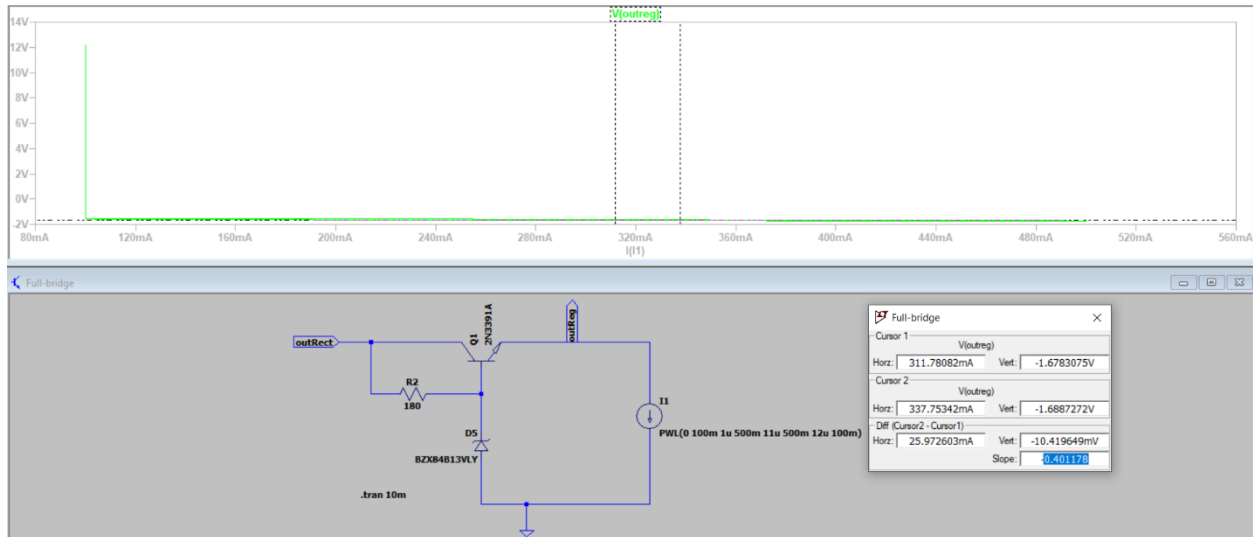 V(outreg)
14V
12V
10V
8V
6V
4V
2V
0V
-2V
80mA 120mA 160mA 200mA 240mA 280mA 320mA 360mA 400mA 440mA 480mA 520mA 560mA
I(I1)
Full-bridge
outRect
Q1
2N3391A
outReg
R2
180
D5
BZX84B13VLY
I1
PWL(0 100m 1u 500m 11u 500m 12u 100m)
.tran 10m
Full-bridge
Cursor 1
V(outreg)
Horz: 311.78082mA Vert: -1.6783075V
Cursor 2
V(outreg)
Horz: 337.75342mA Vert: -1.6887272V
Diff (Cursor2 - Cursor1)
Horz: 25.972603mA Vert: -10.419649mV
Slope: -0.401178